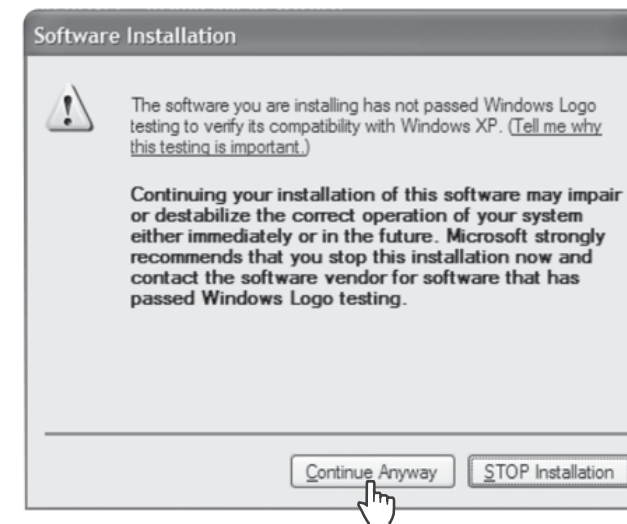 Software Installation
The software you are installing has not passed Windows Logo
testing to verify its compatibility with Windows XP. (Tell me why
this testing is important.)
Continuing your installation of this software may impair
or destabilize the correct operation of your system
either immediately or in the future. Microsoft strongly
recommends that you stop this installation now and
contact the software vendor for software that has
passed Windows Logo testing.
Continue Anyway
STOP Installation